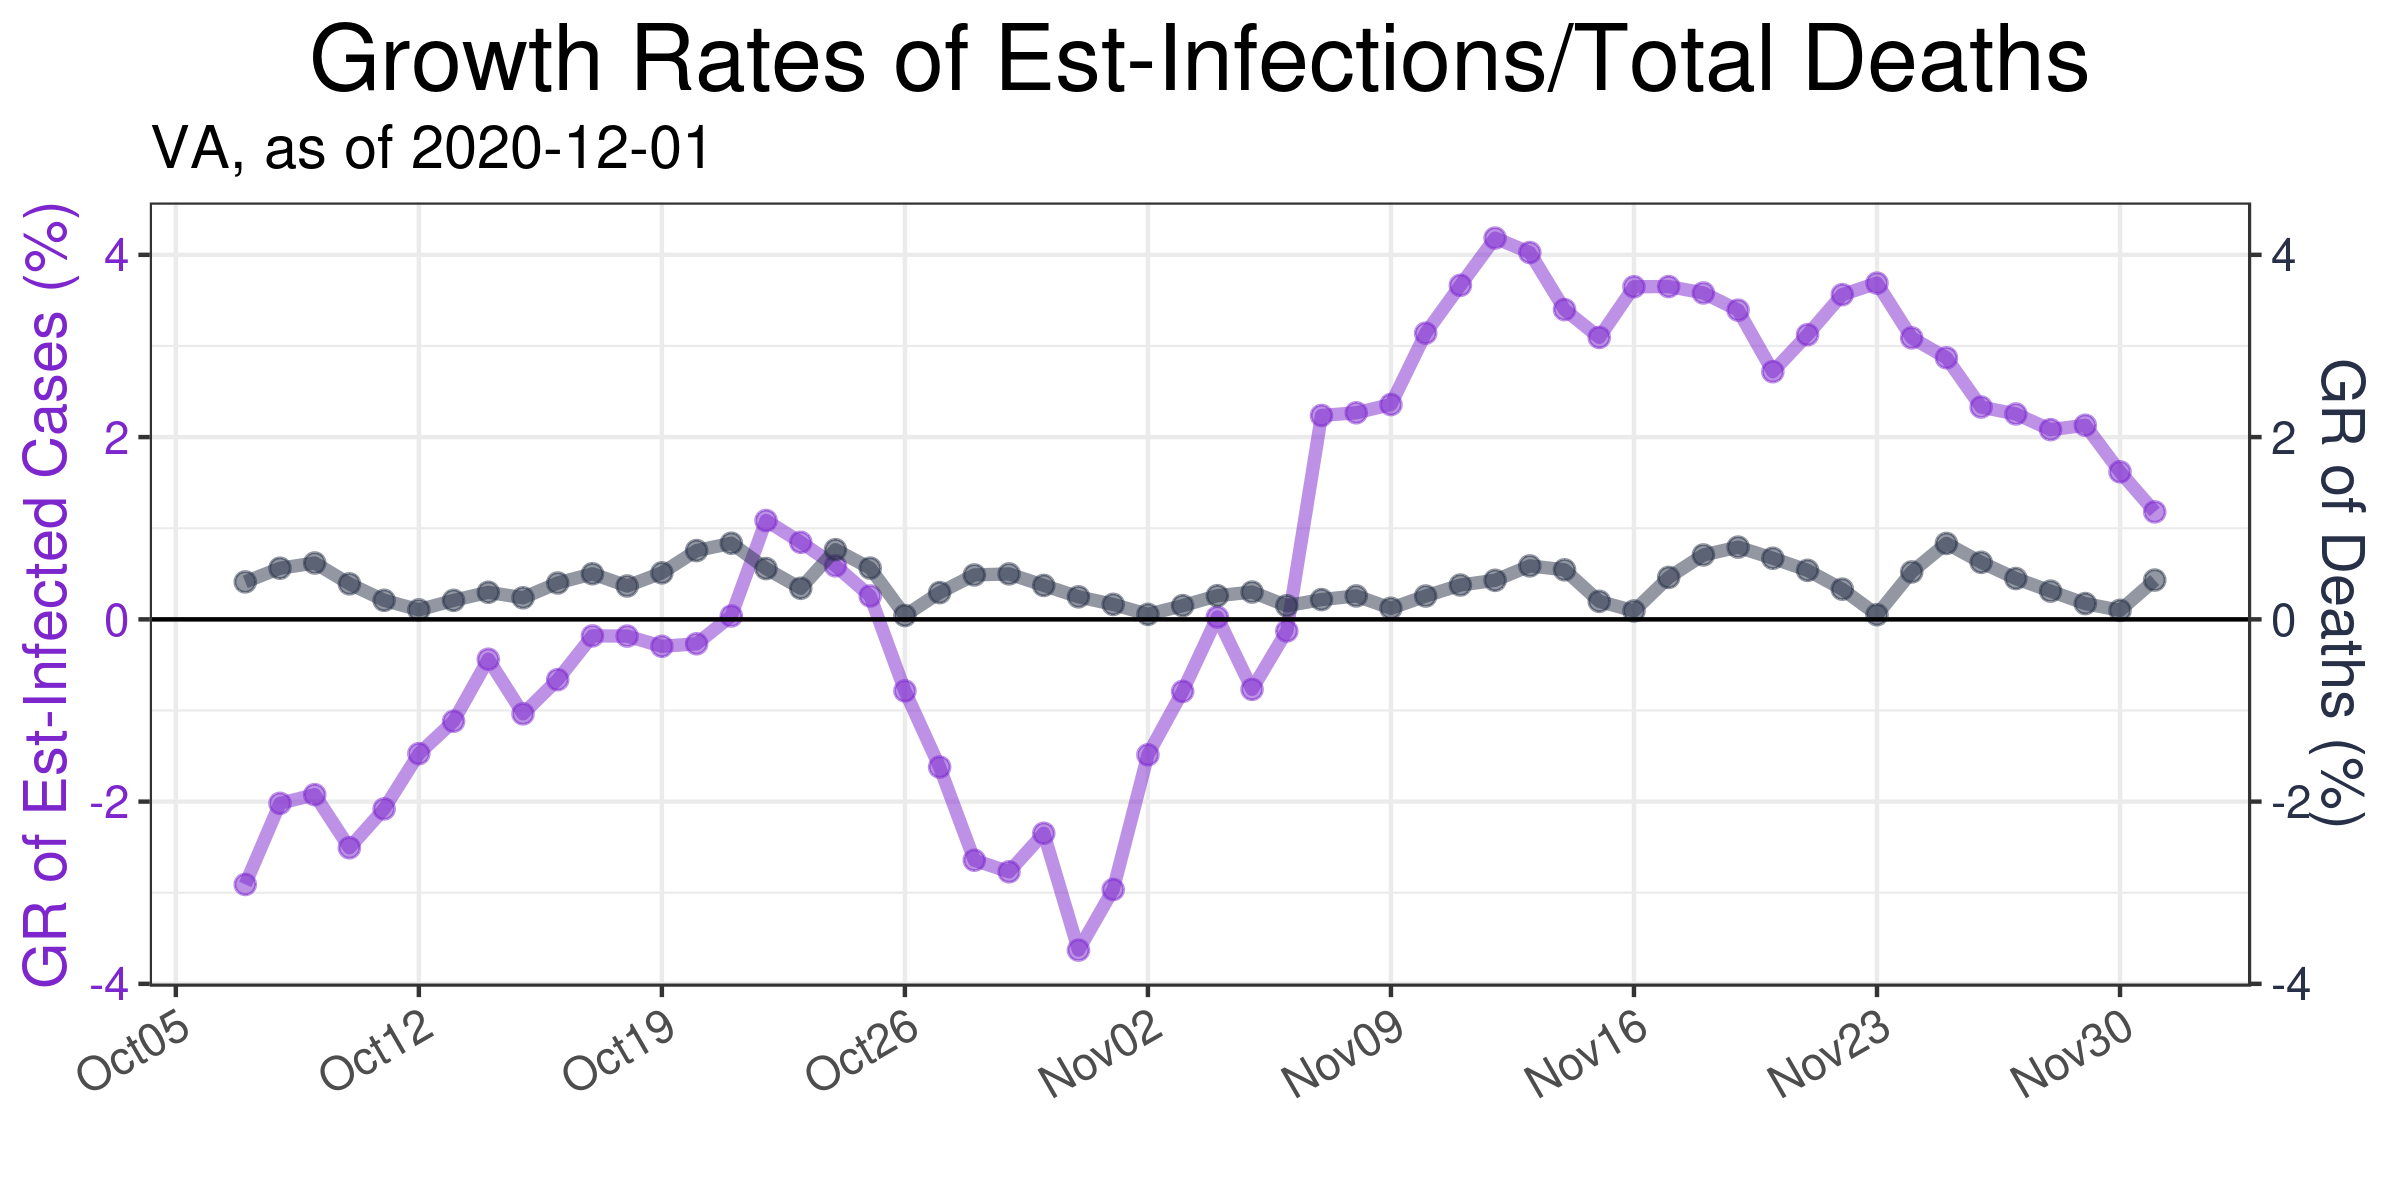 Growth Rates of Est-Infections/Total Deaths
VA, as of 2020-12-01
GR of Est-Infected Cases (%)
4
2
0
-2
-4
4
2
0
-2
-4
GR of Deaths (%)
Oct05
Oct12
Oct19
Oct26
Nov02
Nov09
Nov16
Nov23
Nov30